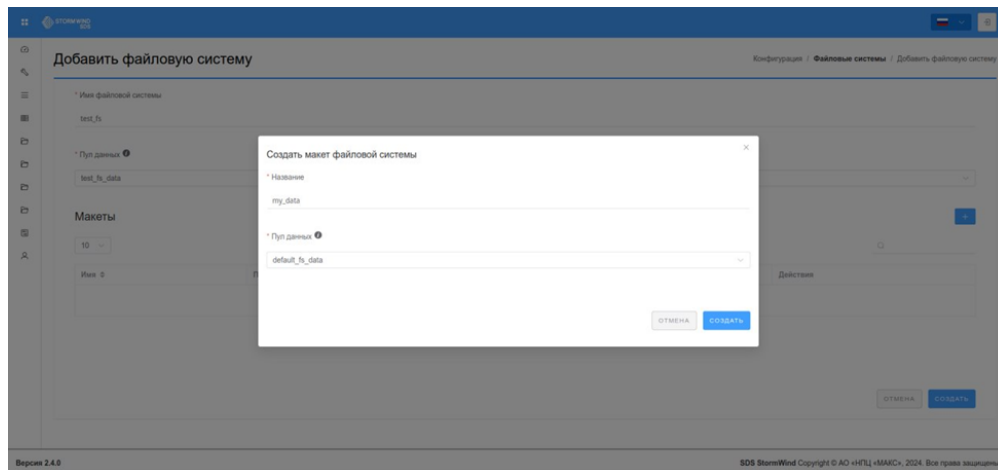 STORMWIND
SDS
Добавить файловую систему
Конфигурация / Файловые системы / Добавить файловую систему
* Имя файловой системы
test_fs
* Пул данных
test_fs_data
Макеты
10
Имя
Действия
Создать макет файловой системы
* Название
my_data
* Пул данных
default_fs_data
ОТМЕНА
СОЗДАТЬ
ОТМЕНА
СОЗДАТЬ
Версия 2.4.0
SDS StormWind Copyright © АО «НПЦ «МАКС», 2024. Все права защищены